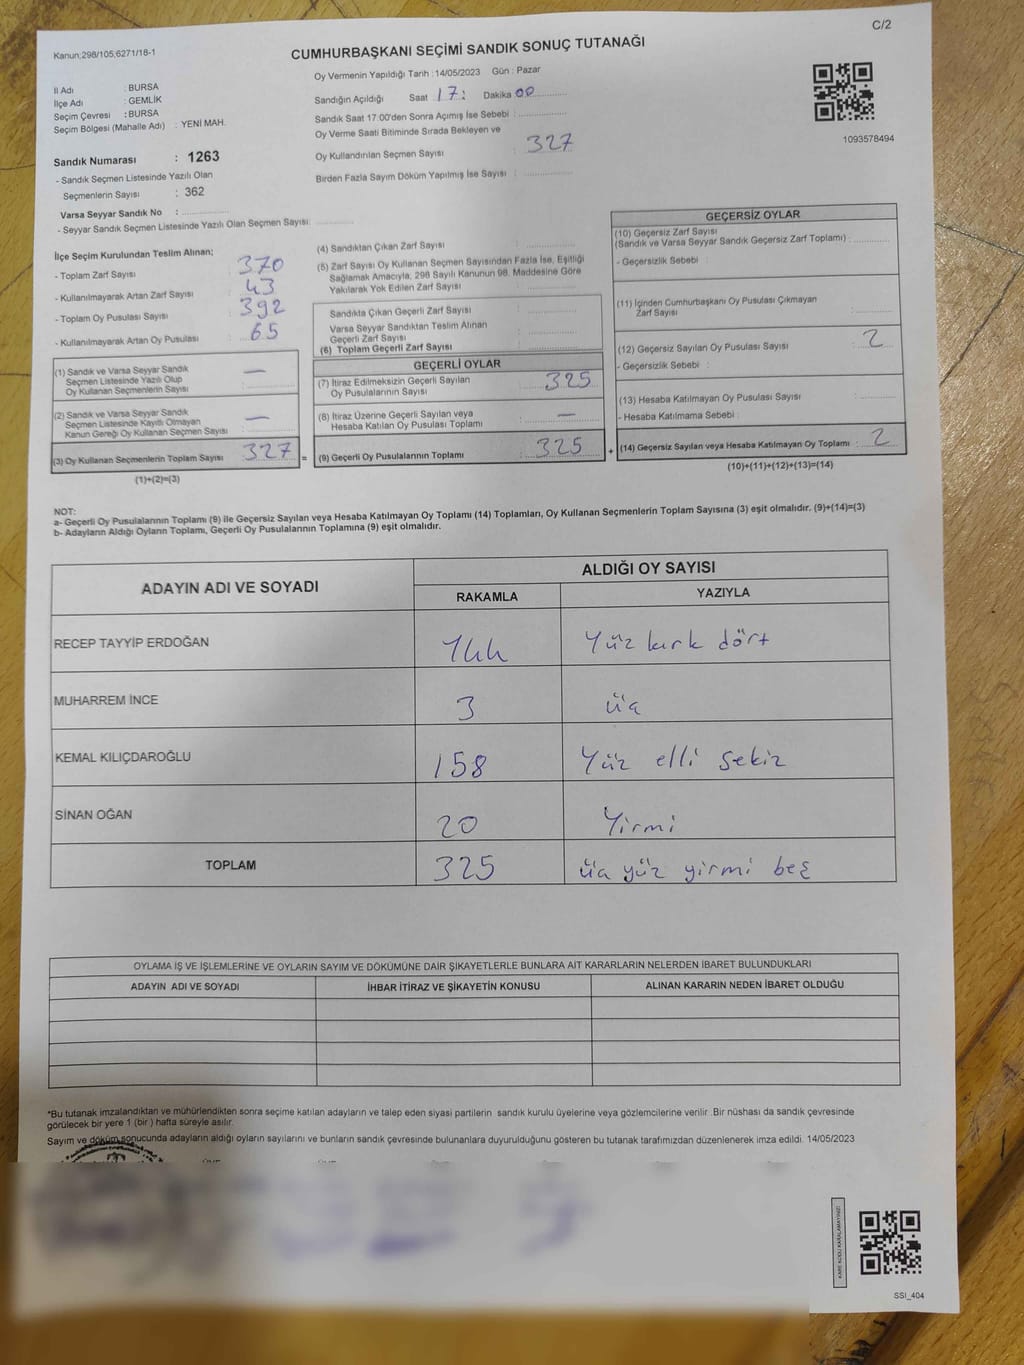 C/2
Kanun;298/105;6271/18-1
CUMHURBAŞKANI SEÇİMİ SANDIK SONUÇ TUTANAĞI
İl Adı : BURSA
İlçe Adı : GEMLİK
Seçim Çevresi : BURSA
Seçim Bölgesi (Mahalle Adı) : YENİ MAH.
Sandık Numarası : 1263
- Sandık Seçmen Listesinde Yazılı Olan
Seçmenlerin Sayısı : 362
Varsa Seyyar Sandık No :
- Seyyar Sandık Seçmen Listesinde Yazılı Olan Seçmen Sayısı:
Oy Vermenin Yapıldığı Tarih : 14/05/2023 Gün : Pazar
Sandığın Açıldığı Saat 17: Dakika 00
Sandık Saat 17.00'den Sonra Açımış İse Sebebi :
Oy Verme Saati Bitiminde Sırada Bekleyen ve
Oy Kullandırılan Seçmen Sayısı : 327
Birden Fazla Sayım Döküm Yapılmış İse Sayısı :
1093578494
İlçe Seçim Kurulundan Teslim Alınan;
- Toplam Zarf Sayısı : 370
- Kullanılmayarak Artan Zarf Sayısı : 43
- Toplam Oy Pusulası Sayısı : 392
- Kullanılmayarak Artan Oy Pusulası : 65
(1) Sandık ve Varsa Seyyar Sandık
Seçmen Listesinde Yazılı Olup
Oy Kullanan Seçmenlerin Sayısı : —
(2) Sandık ve Varsa Seyyar Sandık
Seçmen Listesinde Kayıtlı Olmayan
Kanun Gereği Oy Kullanan Seçmen Sayısı : —
(3) Oy Kullanan Seçmenlerin Toplam Sayısı : 327 =
(1)+(2)=(3)
(4) Sandıktan Çıkan Zarf Sayısı :
(5) Zarf Sayısı Oy Kullanan Seçmen Sayısından Fazla İse, Eşitliği
Sağlamak Amacıyla, 298 Sayılı Kanunun 98. Maddesine Göre
Yakılarak Yok Edilen Zarf Sayısı :
Sandıkta Çıkan Geçerli Zarf Sayısı :
Varsa Seyyar Sandıktan Teslim Alınan
Geçerli Zarf Sayısı :
(6) Toplam Geçerli Zarf Sayısı :
GEÇERLİ OYLAR
(7) İtiraz Edilmeksizin Geçerli Sayılan
Oy Pusulalarının Sayısı : 325
(8) İtiraz Üzerine Geçerli Sayılan veya
Hesaba Katılan Oy Pusulası Toplamı : —
(9) Geçerli Oy Pusulalarının Toplamı : 325 +
GEÇERSİZ OYLAR
(10) Geçersiz Zarf Sayısı
(Sandık ve Varsa Seyyar Sandık Geçersiz Zarf Toplamı) :
- Geçersizlik Sebebi :
(11) İçinden Cumhurbaşkanı Oy Pusulası Çıkmayan
Zarf Sayısı :
(12) Geçersiz Sayılan Oy Pusulası Sayısı : 2
- Geçersizlik Sebebi :
(13) Hesaba Katılmayan Oy Pusulası Sayısı :
- Hesaba Katılmama Sebebi :
(14) Geçersiz Sayılan veya Hesaba Katılmayan Oy Toplamı : 2
(10)+(11)+(12)+(13)=(14)
NOT:
a- Geçerli Oy Pusulalarının Toplamı (9) ile Geçersiz Sayılan veya Hesaba Katılmayan Oy Toplamı (14) Toplamları, Oy Kullanan Seçmenlerin Toplam Sayısına (3) eşit olmalıdır. (9)+(14)=(3)
b- Adayların Aldığı Oyların Toplamı, Geçerli Oy Pusulalarının Toplamına (9) eşit olmalıdır.
ADAYIN ADI VE SOYADI
ALDIĞI OY SAYISI
RAKAMLA YAZIYLA
RECEP TAYYİP ERDOĞAN 144 Yüz kırk dört
MUHARREM İNCE 3 üç
KEMAL KILIÇDAROĞLU 158 Yüz elli sekiz
SİNAN OĞAN 20 Yirmi
TOPLAM 325 üç yüz yirmi beş
OYLAMA İŞ VE İŞLEMLERİNE VE OYLARIN SAYIM VE DÖKÜMÜNE DAİR ŞİKAYETLERLE BUNLARA AİT KARARLARIN NELERDEN İBARET BULUNDUKLARI
ADAYIN ADI VE SOYADI İHBAR İTİRAZ VE ŞİKAYETİN KONUSU ALINAN KARARIN NEDEN İBARET OLDUĞU
*Bu tutanak imzalandıktan ve mühürlendikten sonra seçime katılan adayların ve talep eden siyasi partilerin sandık kurulu üyelerine veya gözlemcilerine verilir .Bir nüshası da sandık çevresinde
görülecek bir yere 1 (bir ) hafta süreyle asılır.
Sayım ve döküm sonucunda adayların aldığı oyların sayılarını ve bunların sandık çevresinde bulunanlara duyurulduğunu gösteren bu tutanak tarafımızdan düzenlenerek imza edildi. 14/05/2023
KARE KODU KARALAMAYINIZ!
SSI_404